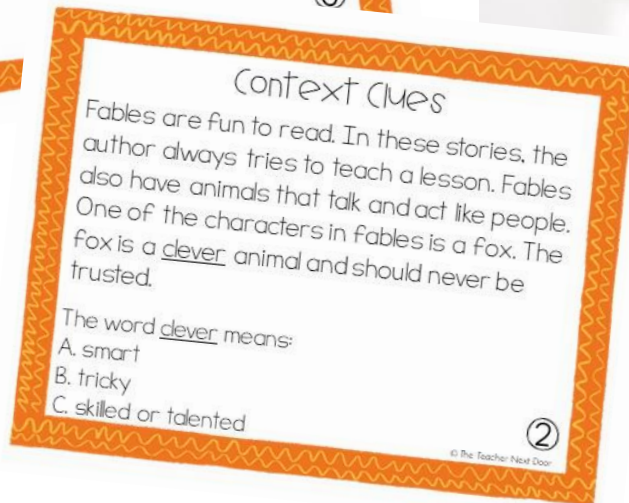 Context Clues
Fables are fun to read. In these stories, the
author always tries to teach a lesson. Fables
also have animals that talk and act like people.
One of the characters in fables is a fox. The
fox is a clever animal and should never be
trusted.
The word clever means:
A. smart
B. tricky
C. skilled or talented
2
© The Teacher Next Door